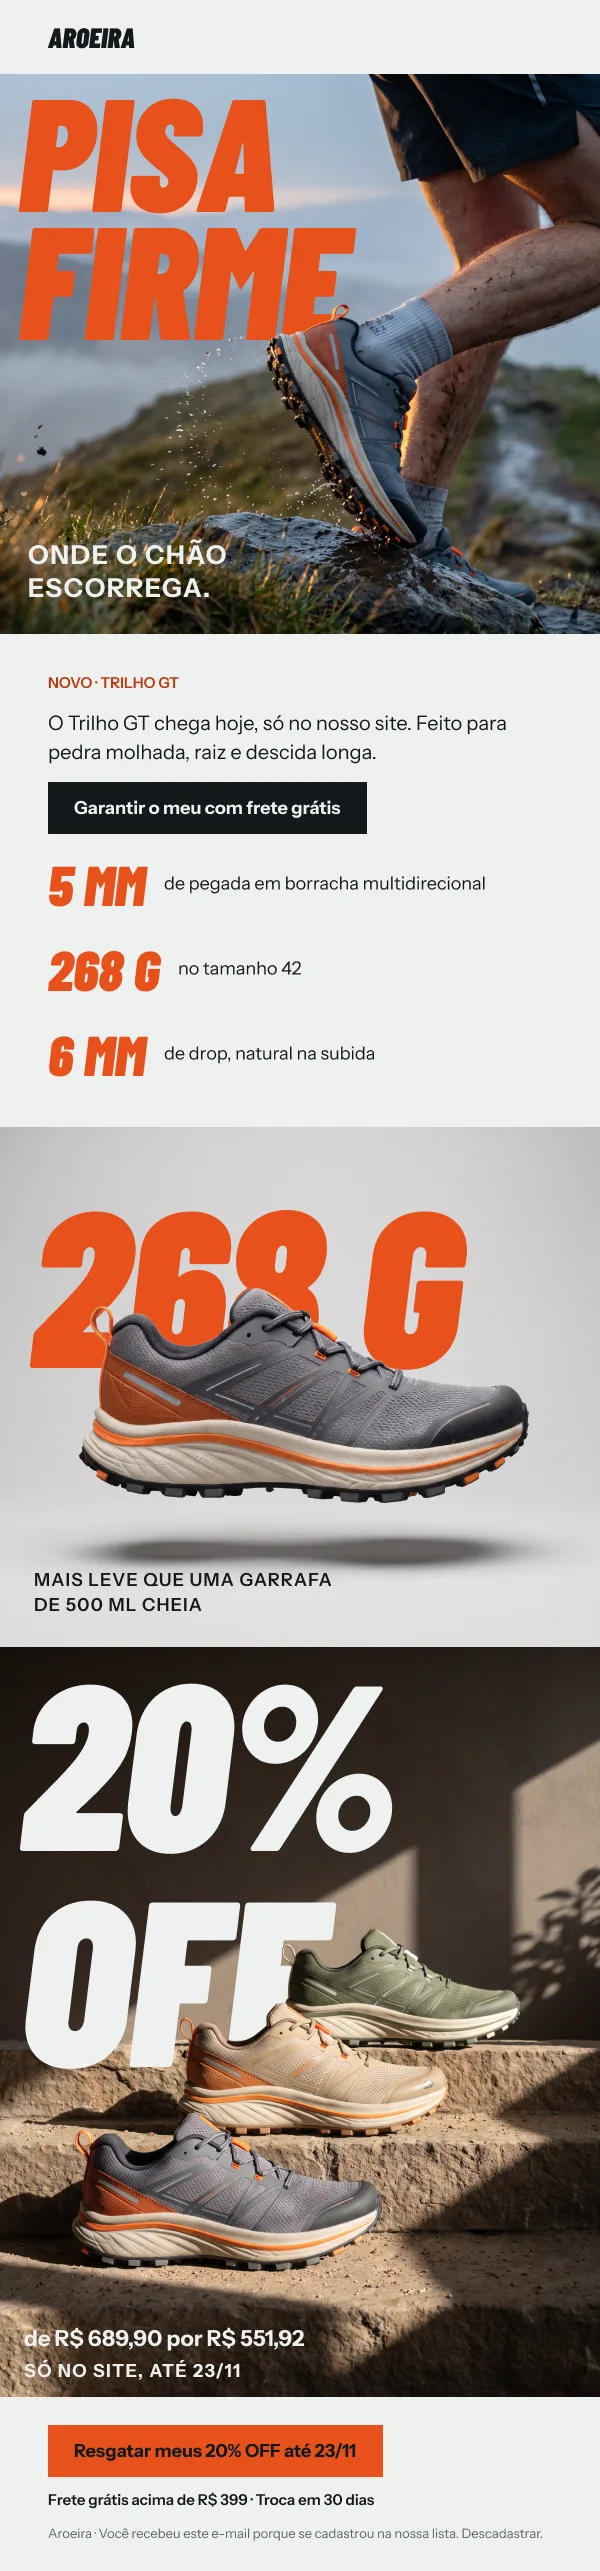 AROEIRA
PISA
FIRME
ONDE O CHÃO
ESCORREGA.
NOVO · TRILHO GT
O Trilho GT chega hoje, só no nosso site. Feito para
pedra molhada, raiz e descida longa.
Garantir o meu com frete grátis
5 MM de pegada em borracha multidirecional
268 G no tamanho 42
6 MM de drop, natural na subida
268 G
MAIS LEVE QUE UMA GARRAFA
DE 500 ML CHEIA
20%
OFF
de R$ 689,90 por R$ 551,92
SÓ NO SITE, ATÉ 23/11
Resgatar meus 20% OFF até 23/11
Frete grátis acima de R$ 399 · Troca em 30 dias
Aroeira · Você recebeu este e-mail porque se cadastrou na nossa lista. Descadastrar.